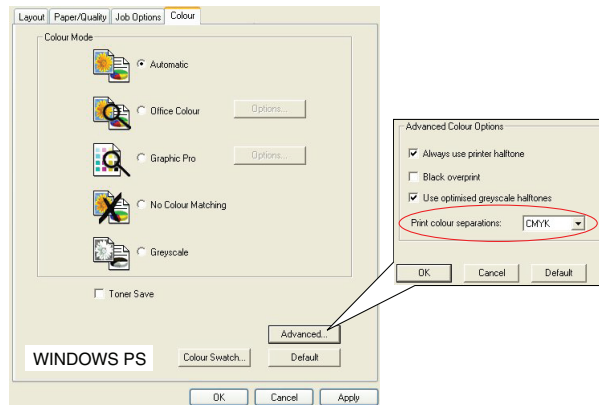 Layout Paper/Quality Job Options Colour
Colour Mode
Automatic
Office Colour Options...
Graphic Pro Options...
No Colour Matching
Greyscale
Toner Save
Advanced...
WINDOWS PS Colour Swatch... Default
OK Cancel Apply
Advanced Colour Options
Always use printer halftone
Black overprint
Use optimised greyscale halftones
Print colour separations: CMYK
OK Cancel Default